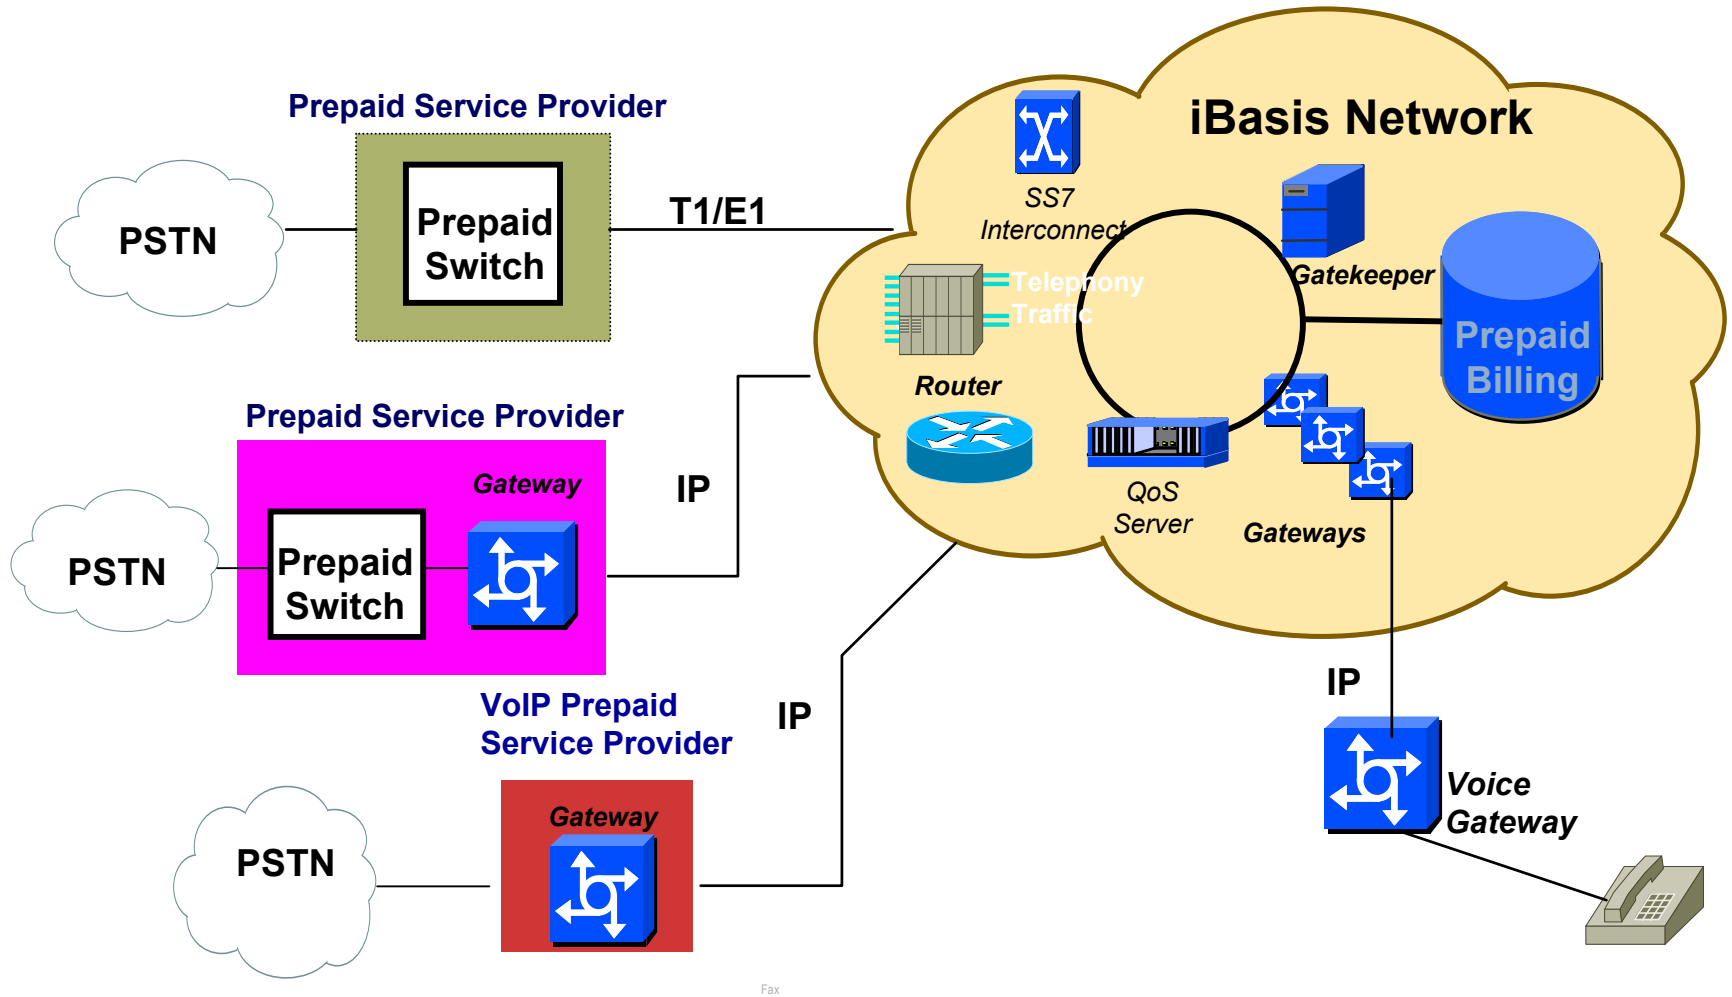 iBasis Network
Prepaid Service Provider
SS7
Interconnect
PSTN
Prepaid
Switch
T1/E1
Gatekeeper
Telephony
Traffic
Prepaid
Billing
Router
Prepaid Service Provider
Gateway
IP
QoS
Server
Gateways
PSTN
Prepaid
Switch
VoIP Prepaid
Service Provider
IP
IP
Voice
Gateway
Gateway
PSTN
Fax